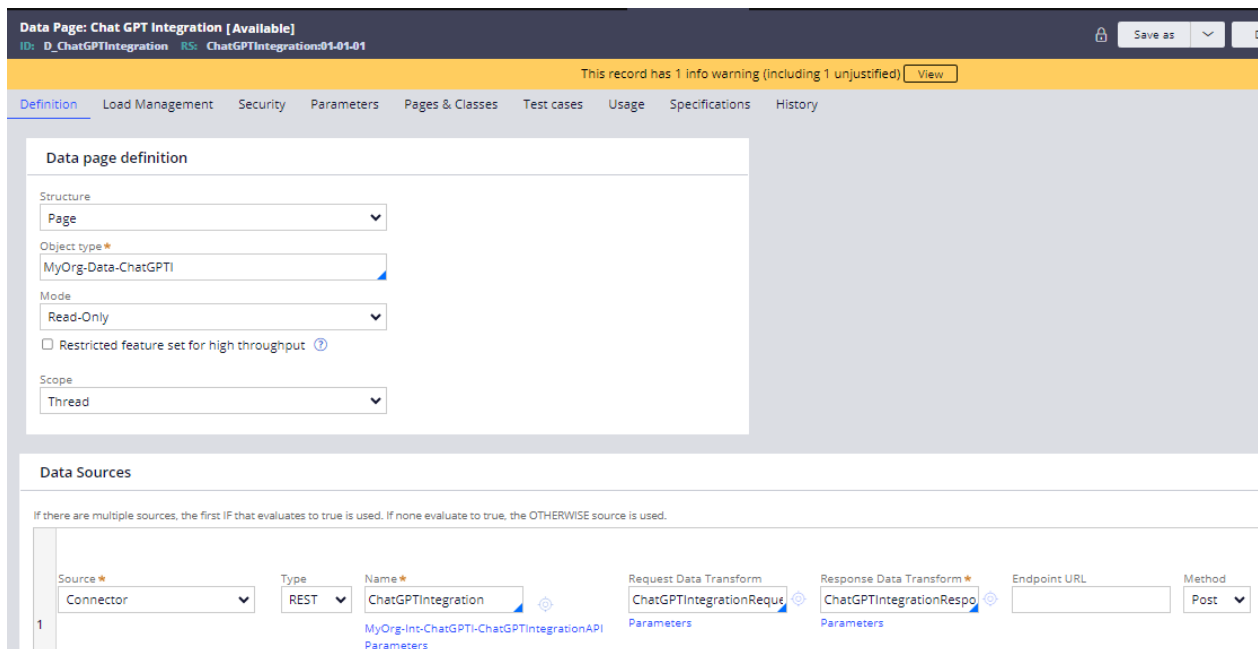 Data Page: Chat GPT Integration [Available]
ID: D_ChatGPTIntegration RS: ChatGPTIntegration:01-01-01
Save as
This record has 1 info warning (including 1 unjustified) View
Definition Load Management Security Parameters Pages & Classes Test cases Usage Specifications History
Data page definition
Structure
Page
Object type★
MyOrg-Data-ChatGPTI
Mode
Read-Only
Restricted feature set for high throughput ?
Scope
Thread
Data Sources
If there are multiple sources, the first IF that evaluates to true is used. If none evaluate to true, the OTHERWISE source is used.
Source★ Type Name★ Request Data Transform Response Data Transform★ Endpoint URL Method
Connector REST ChatGPTIntegration ChatGPTIntegrationReque ChatGPTIntegrationRespo Post
1 MyOrg-Int-ChatGPTI-ChatGPTIntegrationAPI Parameters Parameters
Parameters